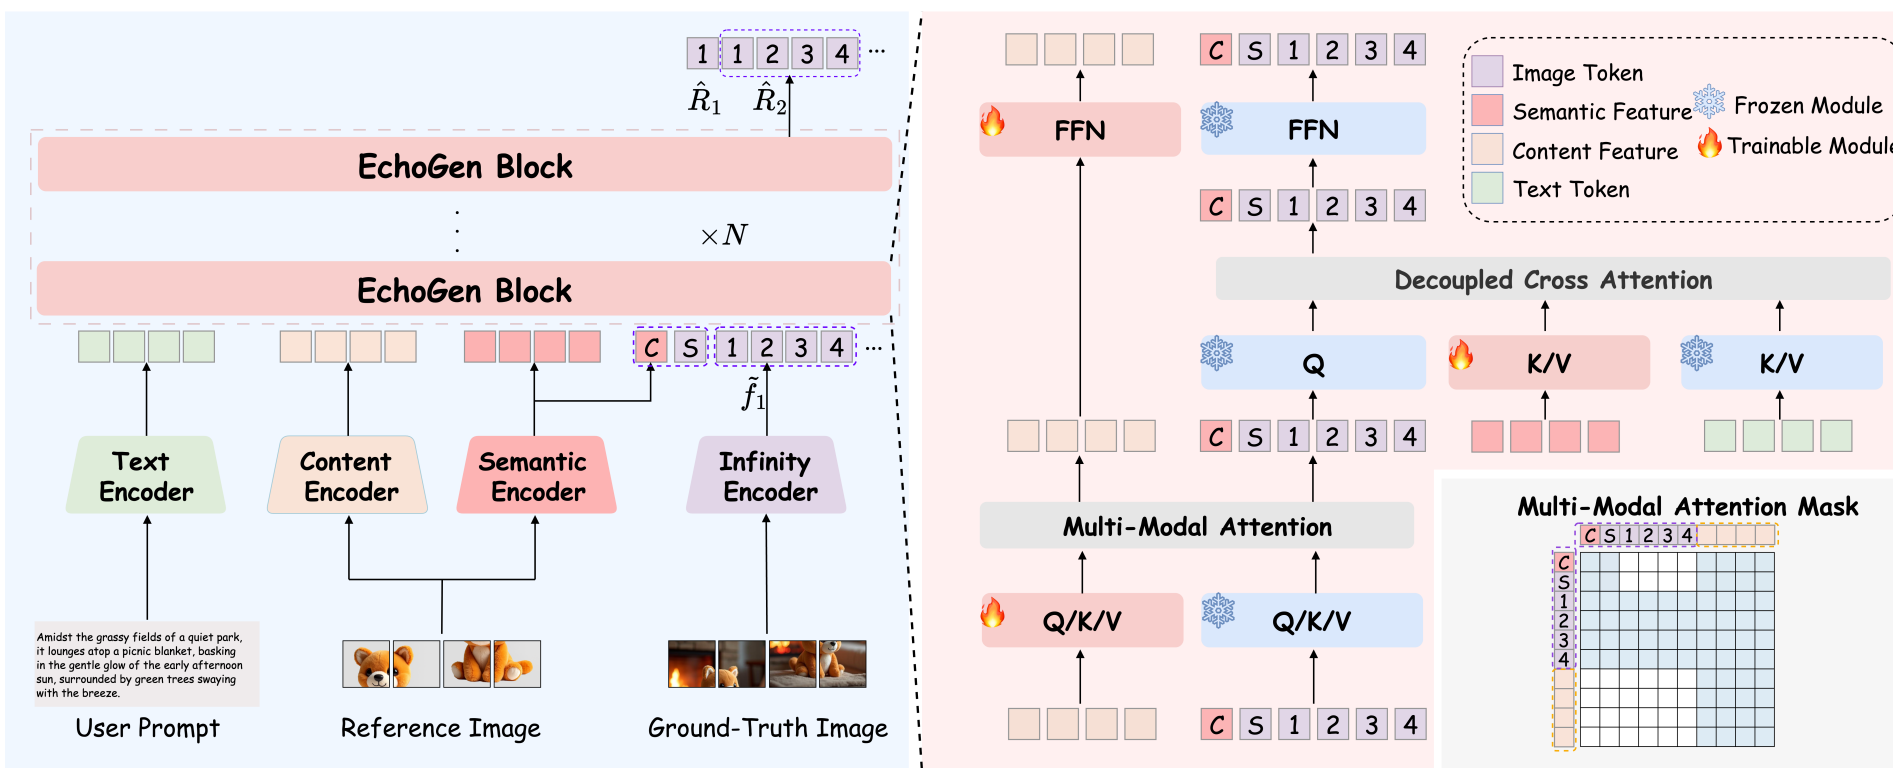 1 1 2 3 4 ...
R̂1 R̂2
EchoGen Block
×N
EchoGen Block
C S 1 2 3 4 ...
f̃1
Text
Encoder
Content
Encoder
Semantic
Encoder
Infinity
Encoder
Amidst the grassy fields of a quiet park,
it lounges atop a picnic blanket, basking
in the gentle glow of the early afternoon
sun, surrounded by green trees swaying
with the breeze.
User Prompt
Reference Image
Ground-Truth Image
C S 1 2 3 4
FFN
FFN
C S 1 2 3 4
Decoupled Cross Attention
Q
K/V
K/V
C S 1 2 3 4
Multi-Modal Attention
Q/K/V
Q/K/V
C S 1 2 3 4
Image Token
Semantic Feature
Content Feature
Text Token
Frozen Module
Trainable Module
Multi-Modal Attention Mask
C S 1 2 3 4
C
S
1
2
3
4